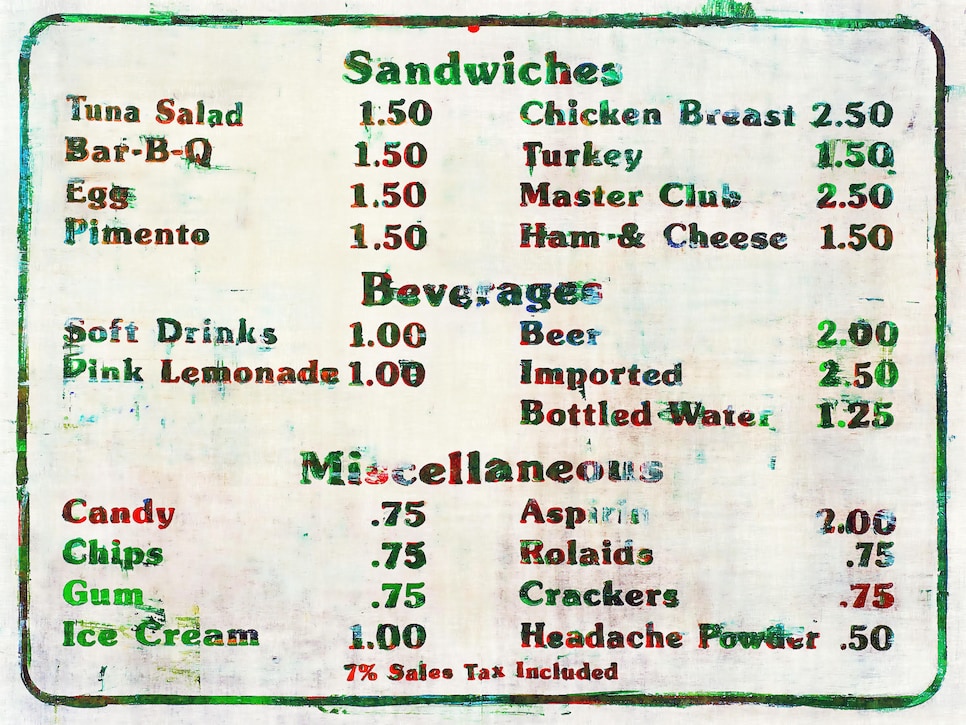 Sandwiches
Tuna Salad 1.50 Chicken Breast 2.50
Bar-B-Q 1.50 Turkey 1.50
Egg 1.50 Master Club 2.50
Pimento 1.50 Ham & Cheese 1.50
Beverages
Soft Drinks 1.00 Beer 2.00
Pink Lemonade 1.00 Imported 2.50
Bottled Water 1.25
Miscellaneous
Candy .75 Aspirin 2.00
Chips .75 Rolaids .75
Gum .75 Crackers .75
Ice Cream 1.00 Headache Powder .50
7% Sales Tax Included